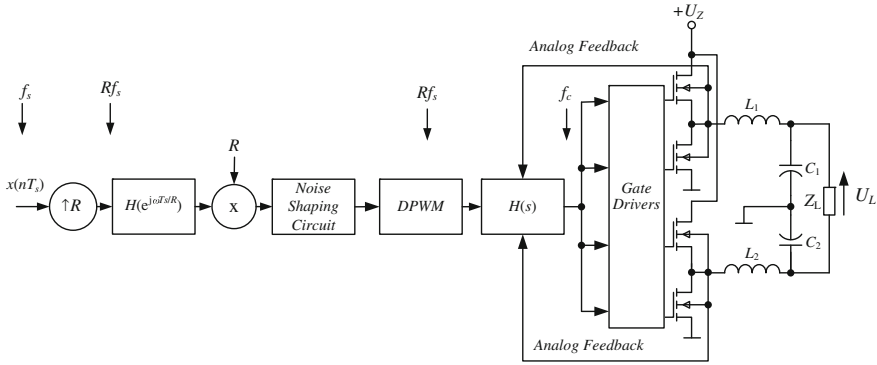 +U_Z
Analog Feedback
f_s
Rf_s
Rf_s
f_c
L_1
R
x(nT_s)
↑R
H(e^{jωTs/R})
x
Noise
Shaping
Circuit
DPWM
H(s)
Gate
Drivers
C_1
Z_L
U_L
C_2
L_2
Analog Feedback